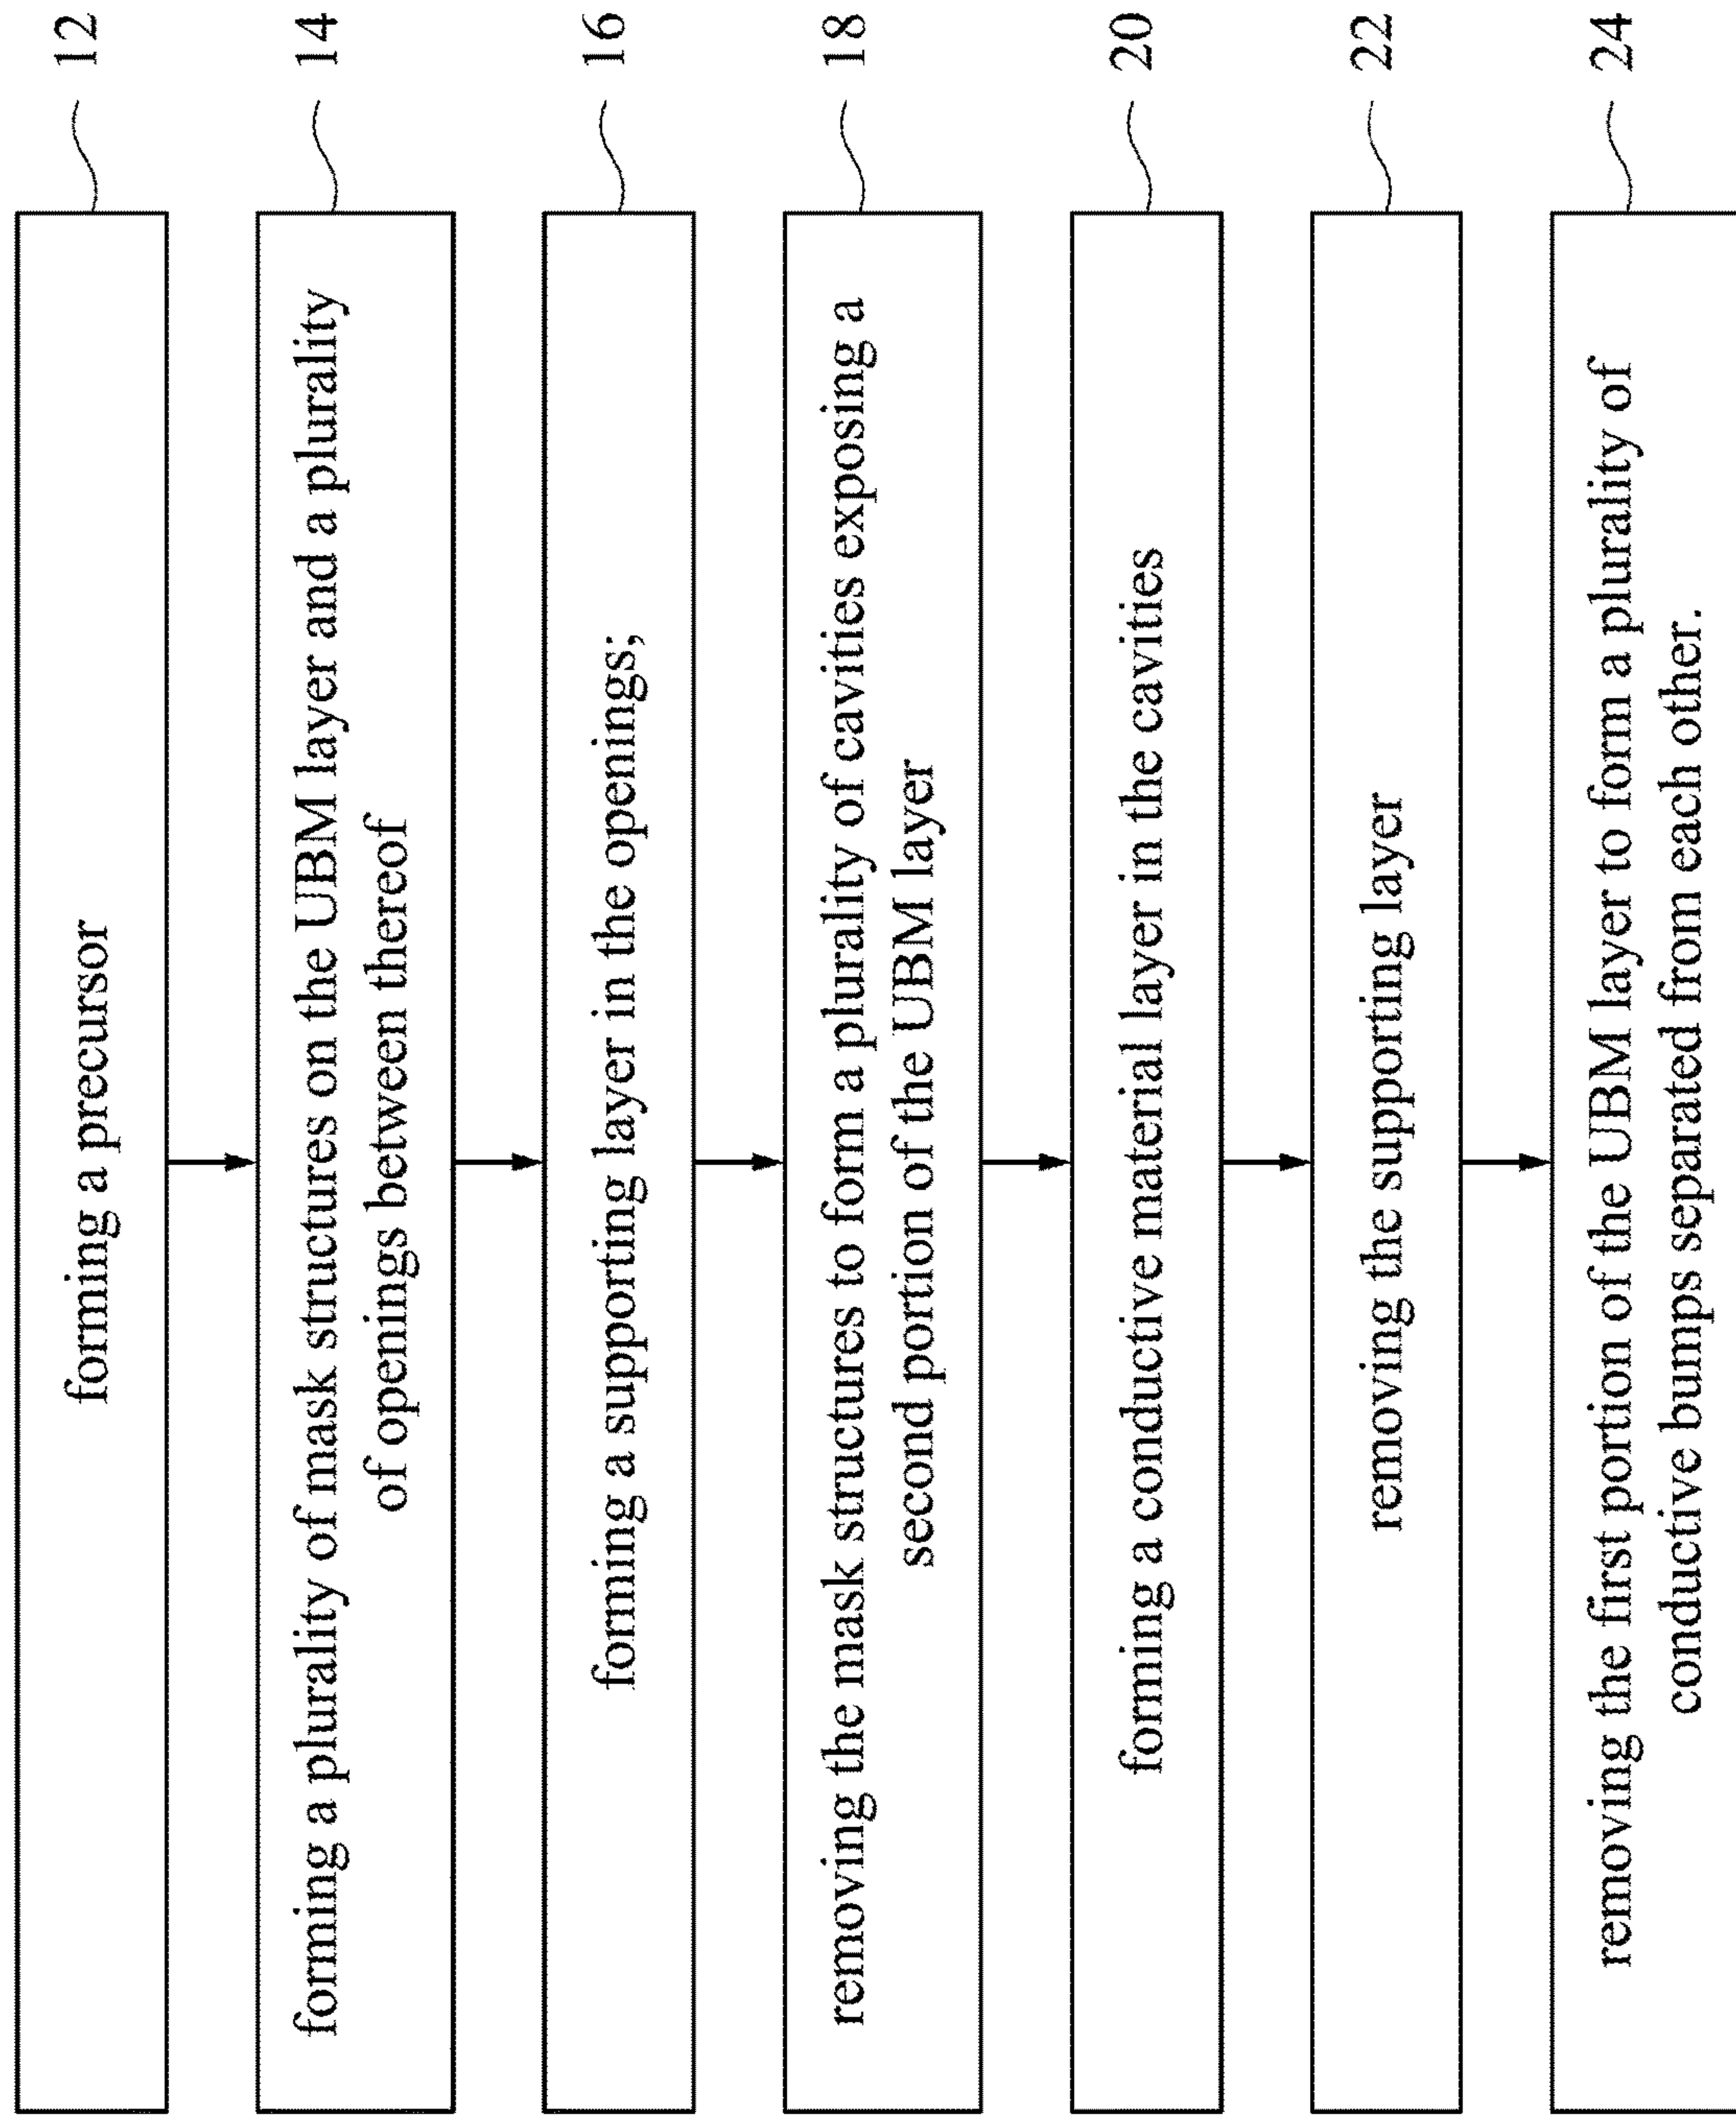 forming a precursor
12
forming a plurality of mask structures on the UBM layer and a plurality
of openings between thereof
14
forming a supporting layer in the openings;
16
removing the mask structures to form a plurality of cavities exposing a
second portion of the UBM layer
18
forming a conductive material layer in the cavities
20
removing the supporting layer
22
removing the first portion of the UBM layer to form a plurality of
conductive bumps separated from each other.
24